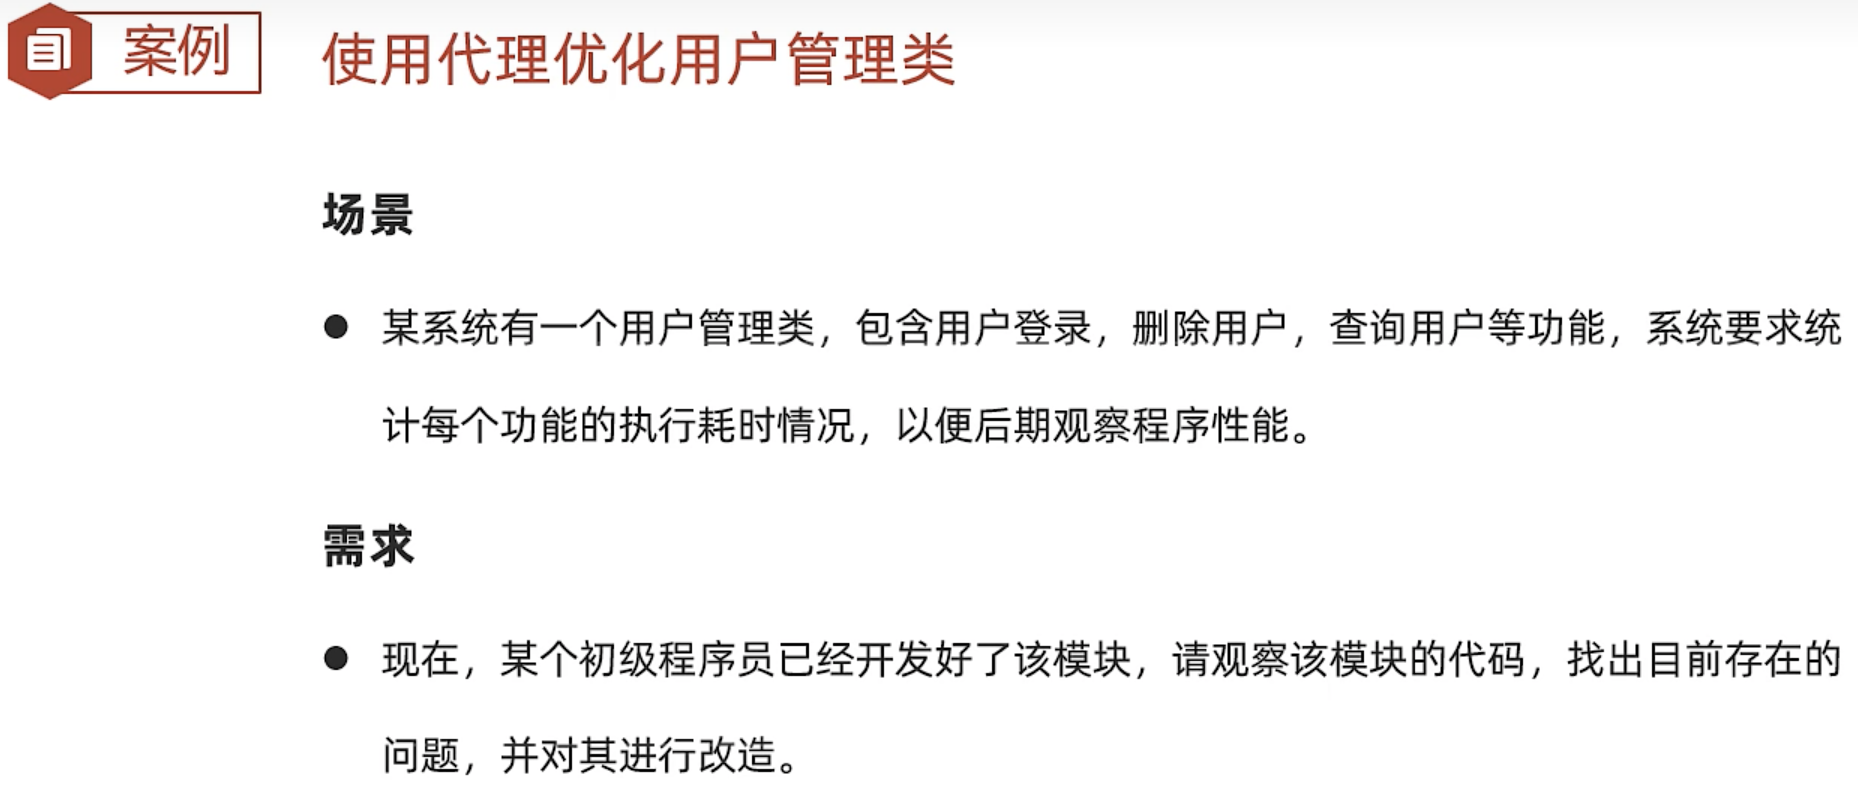 案例
使用代理优化用户管理类
场景
● 某系统有一个用户管理类，包含用户登录，删除用户，查询用户等功能，系统要求统
计每个功能的执行耗时情况，以便后期观察程序性能。
需求
● 现在，某个初级程序员已经开发好了该模块，请观察该模块的代码，找出目前存在的
问题，并对其进行改造。